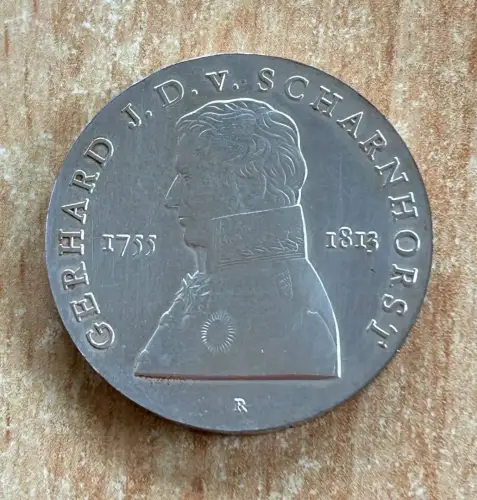 GERHARD J. D. V. SCHARNHORST
1755 1813
R